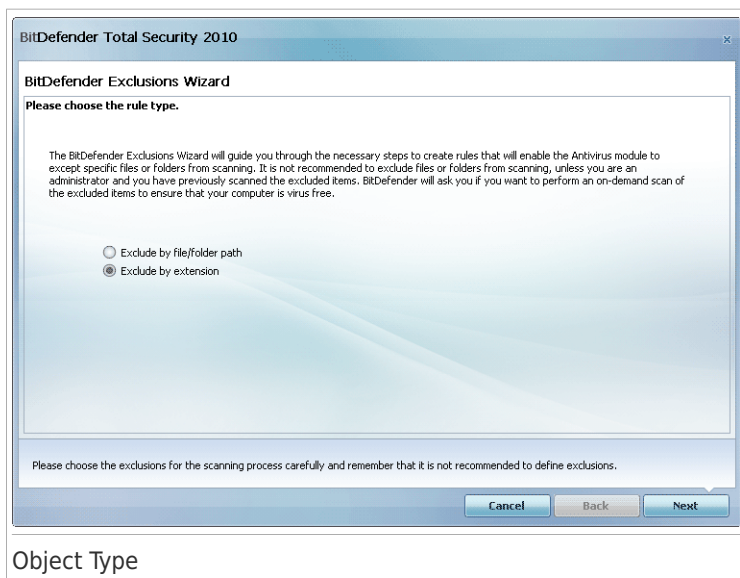 BitDefender Total Security 2010
x
BitDefender Exclusions Wizard
Please choose the rule type.
The BitDefender Exclusions Wizard will guide you through the necessary steps to create rules that will enable the Antivirus module to
except specific files or folders from scanning. It is not recommended to exclude files or folders from scanning, unless you are an
administrator and you have previously scanned the excluded items. BitDefender will ask you if you want to perform an on-demand scan of
the excluded items to ensure that your computer is virus free.
Exclude by file/folder path
Exclude by extension
Please choose the exclusions for the scanning process carefully and remember that it is not recommended to define exclusions.
Cancel Back Next
Object Type